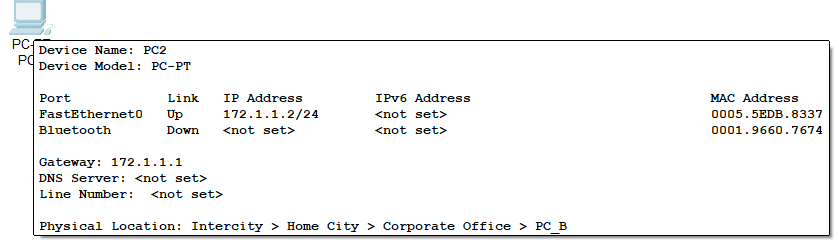 PC-PT
PC
Device Name: PC2
Device Model: PC-PT
Port Link IP Address IPv6 Address MAC Address
FastEthernet0 Up 172.1.1.2/24 <not set> 0005.5EDB.8337
Bluetooth Down <not set> <not set> 0001.9660.7674
Gateway: 172.1.1.1
DNS Server: <not set>
Line Number: <not set>
Physical Location: Intercity > Home City > Corporate Office > PC_B